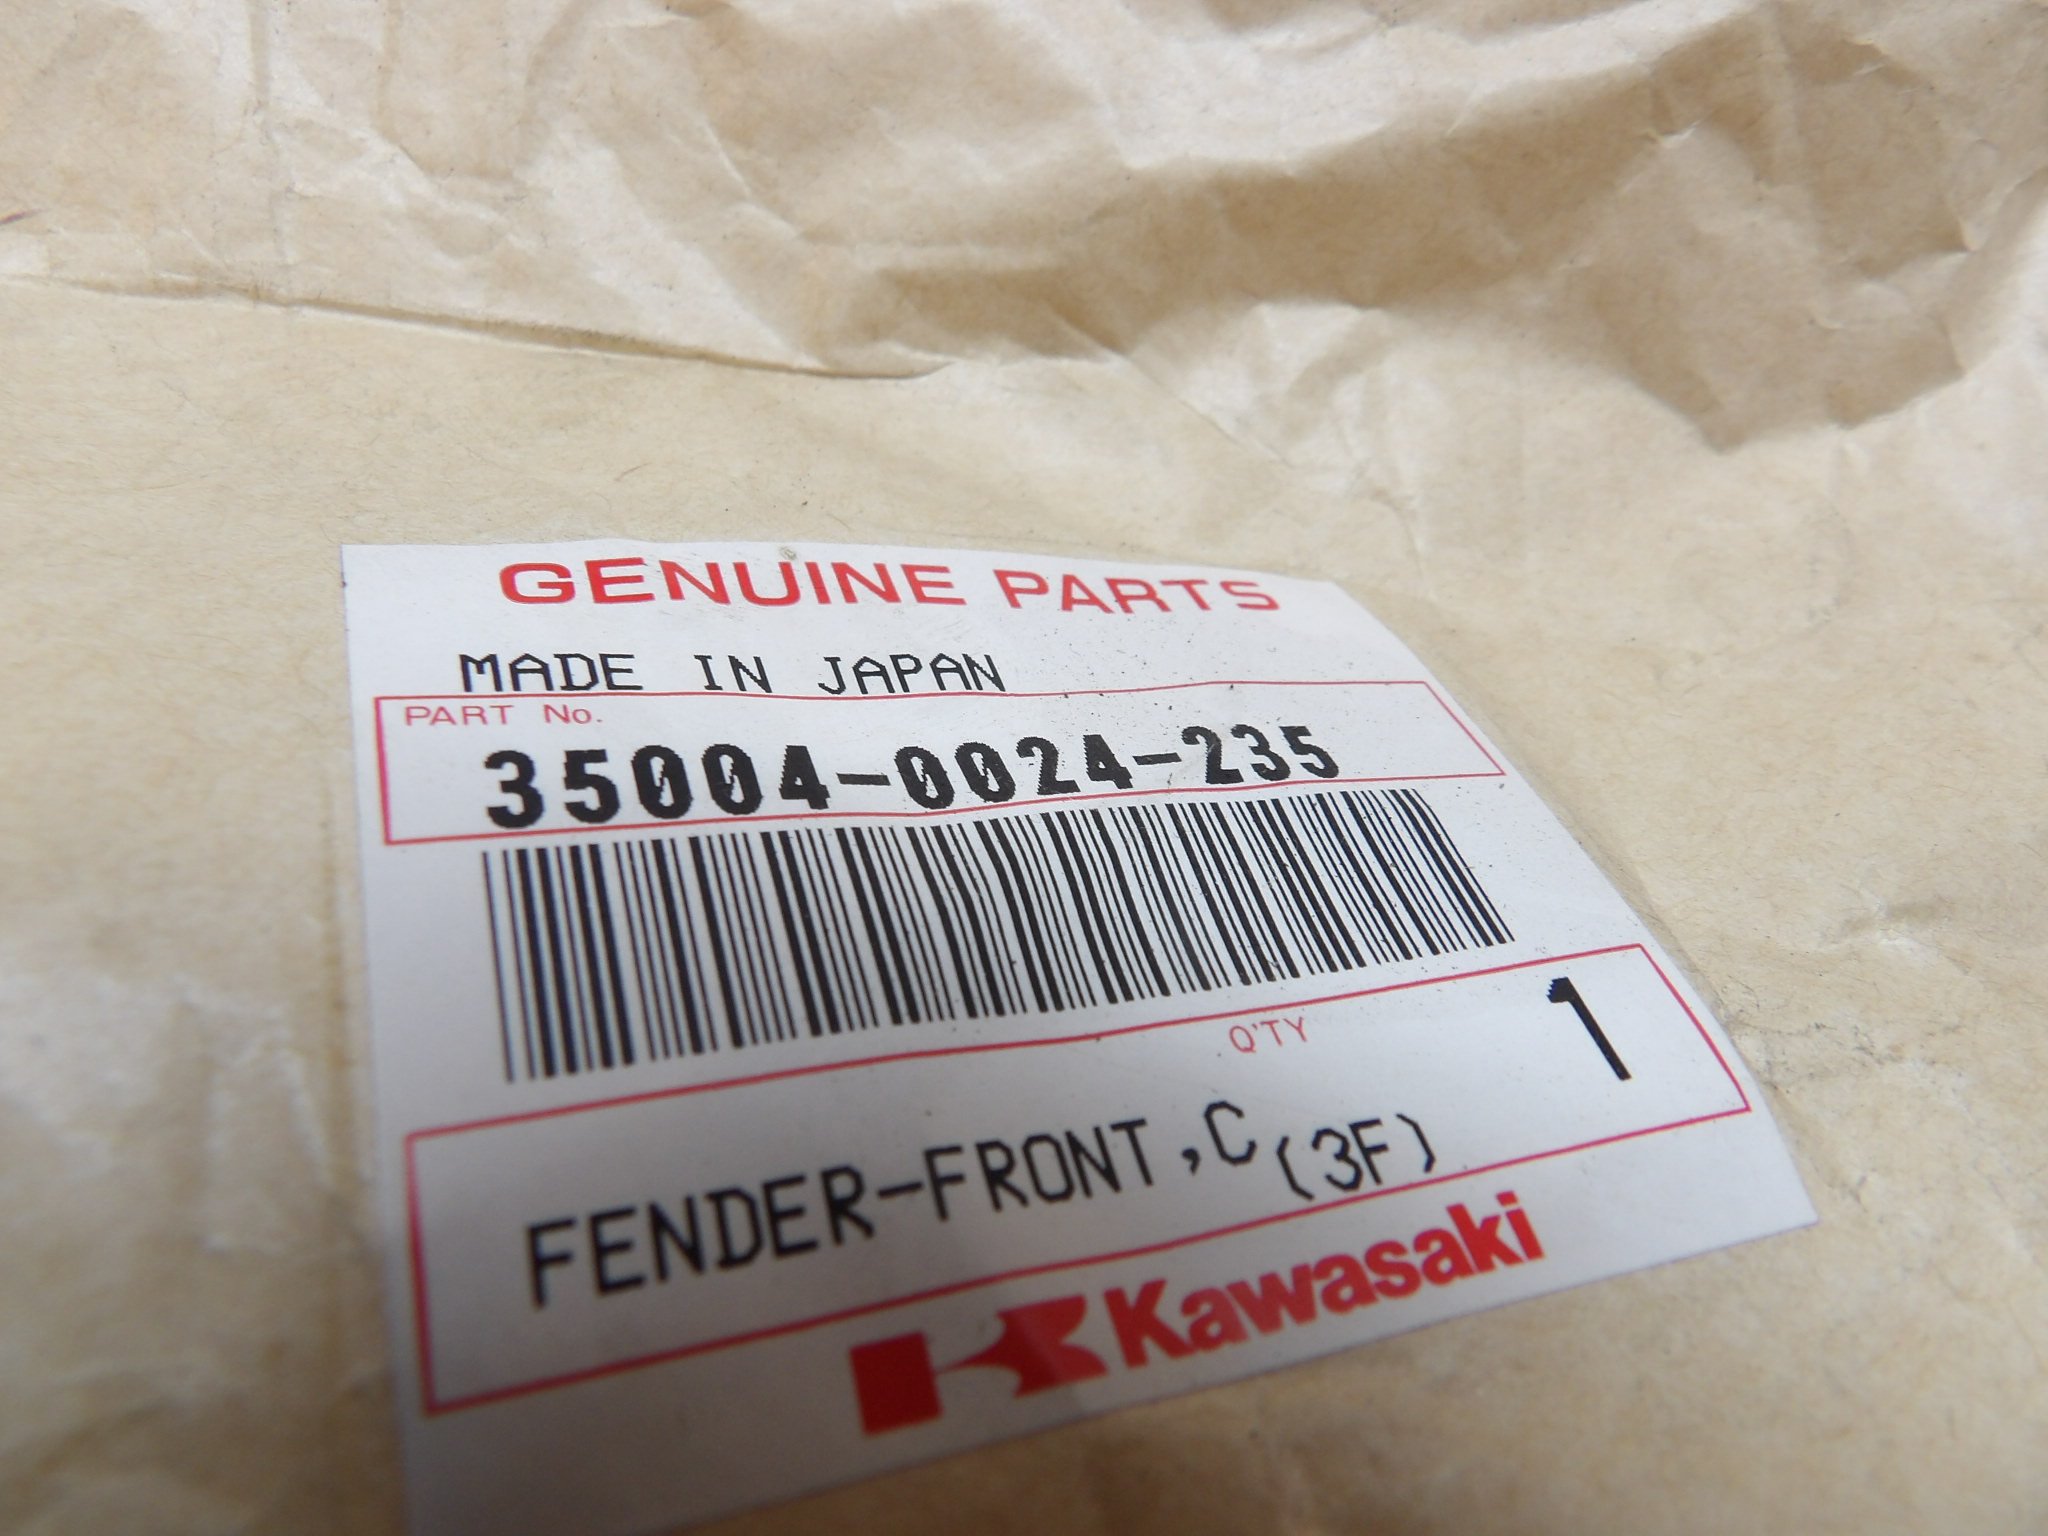 GENUINE PARTS
MADE IN JAPAN
PART No.
35004-0024-235
Q'TY 1
FENDER-FRONT,C(3F)
Kawasaki